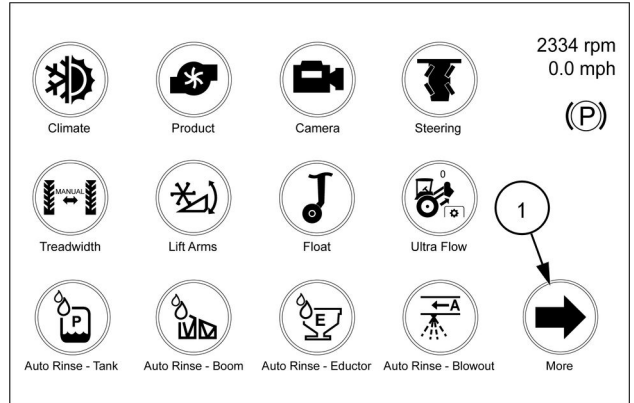 2334 rpm
0.0 mph
(P)
Climate
Product
Camera
Steering
MANUAL
0
Treadwidth
Lift Arms
Float
Ultra Flow
1
P
E
A
Auto Rinse - Tank
Auto Rinse - Boom
Auto Rinse - Eductor
Auto Rinse - Blowout
More